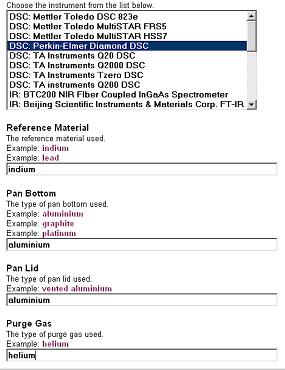 Choose the instrument from the list below.
DSC: Mettler Toledo DSC 823e
DSC: Mettler Toledo MultiSTAR FRS5
DSC: Mettler Toledo MultiSTAR HSS7
DSC: Perkin-Elmer Diamond DSC
DSC: TA Instruments Q20 DSC
DSC: TA Instruments Q2000 DSC
DSC: TA Instruments Tzero DSC
DSC: TA instruments Q200 DSC
IR: BTC200 NIR Fiber Coupled InGaAs Spectrometer
IR: Beijing Scientific Instruments & Materials Corp. FT-IR
Reference Material
The reference material used.
Example: indium
Example: lead
indium
Pan Bottom
The type of pan bottom used.
Example: aluminium
Example: graphite
Example: platinum
aluminium
Pan Lid
The type of pan lid used.
Example: vented aluminium
aluminium
Purge Gas
The type of purge gas used.
Example: helium
helium